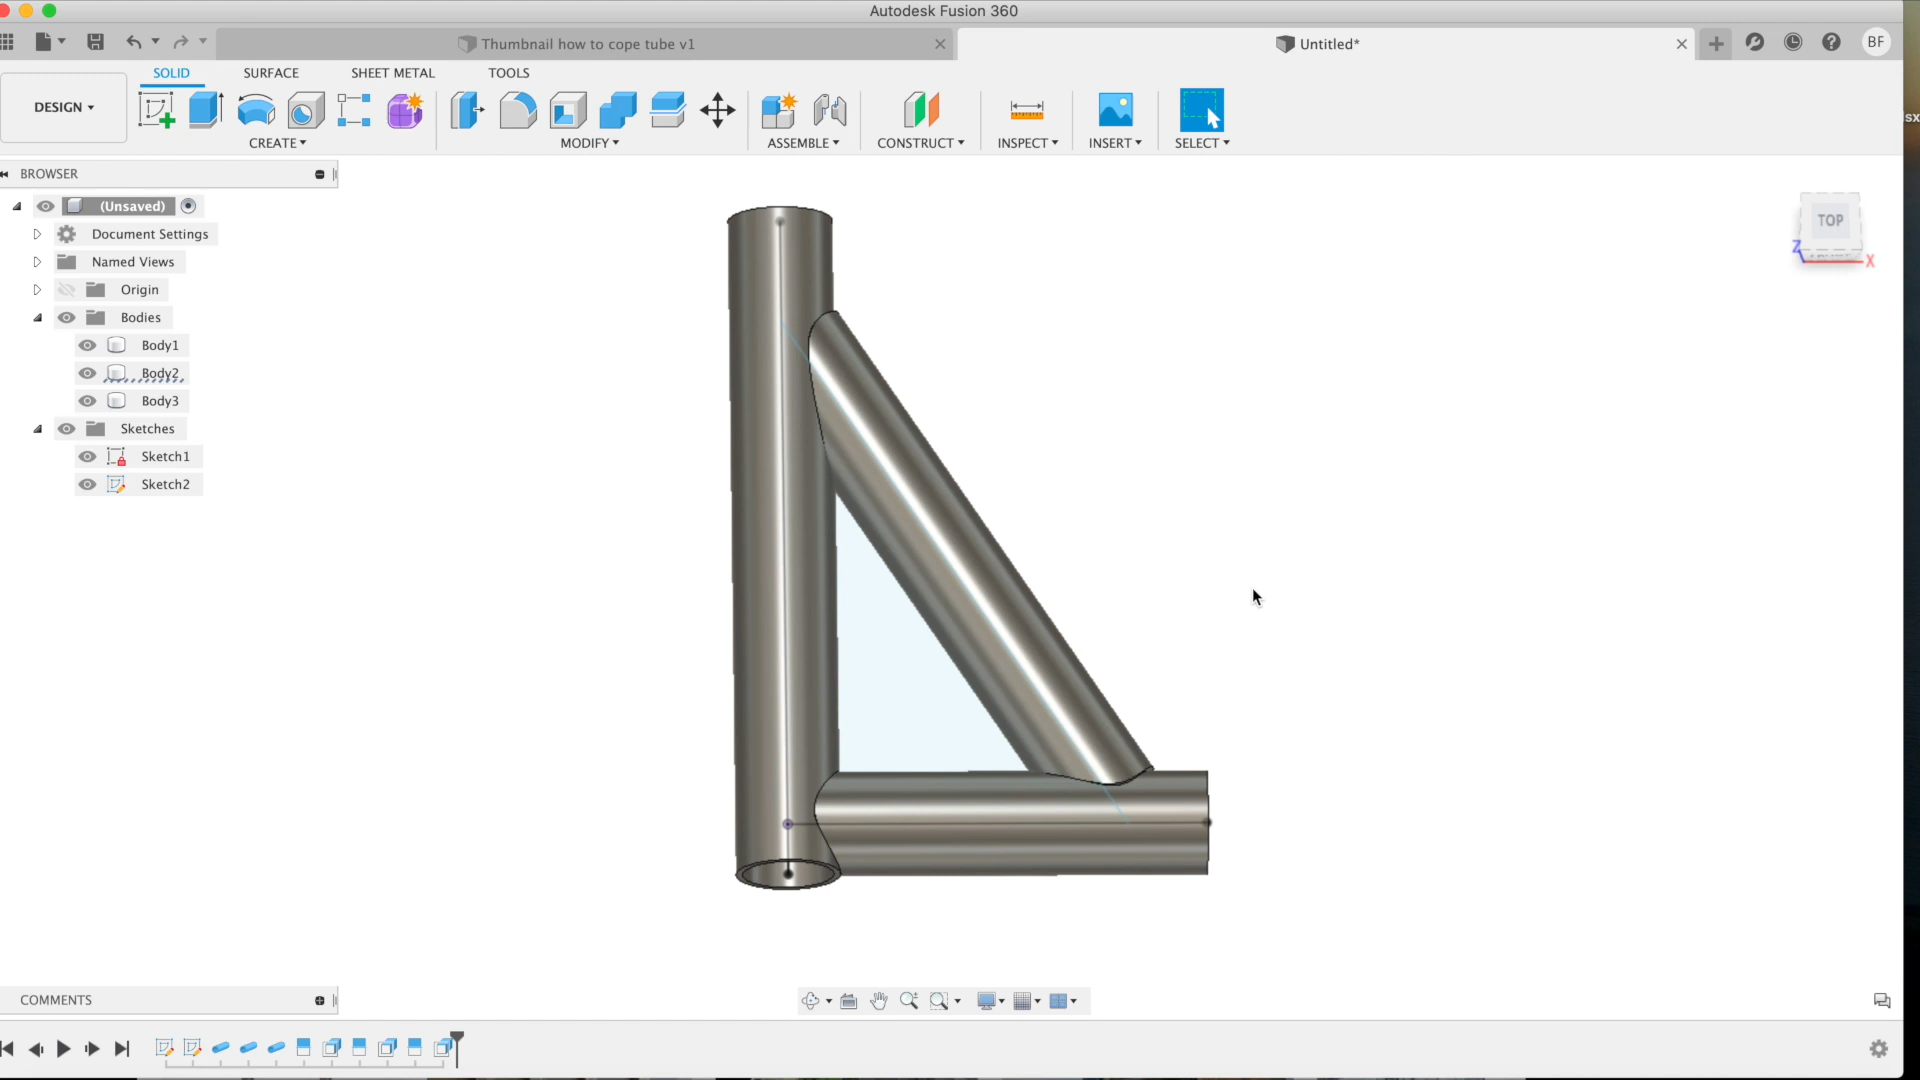 Autodesk Fusion 360
Thumbnail how to cope tube v1
Untitled*
BF
DESIGN
SOLID
SURFACE
SHEET METAL
TOOLS
CREATE
MODIFY
ASSEMBLE
CONSTRUCT
INSPECT
INSERT
SELECT
sx
BROWSER
(Unsaved)
Document Settings
Named Views
Origin
Bodies
Body1
Body2
Body3
Sketches
Sketch1
Sketch2
TOP
Z
X
COMMENTS